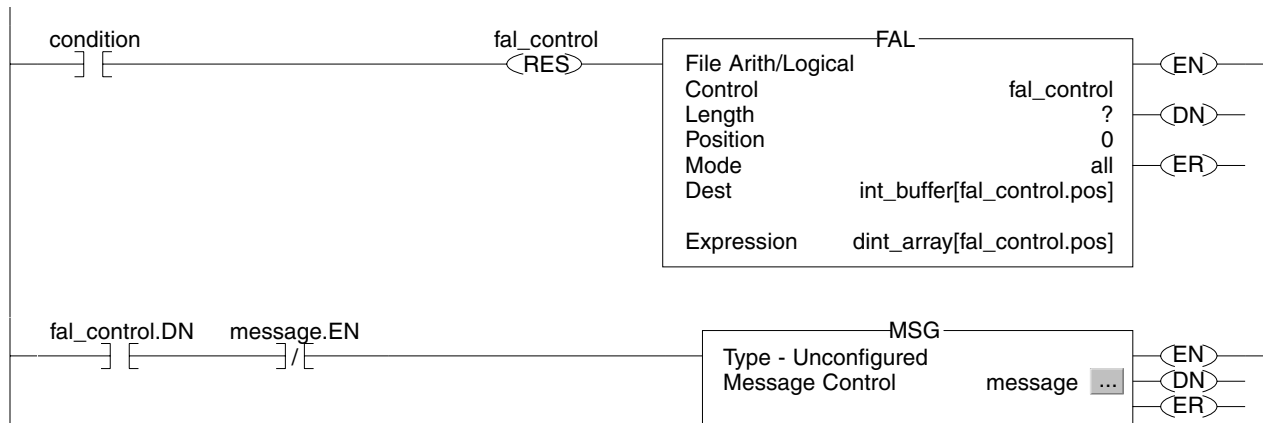 condition
fal_control
RES
FAL
File Arith/Logical
Control fal_control
Length ?
Position 0
Mode all
Dest int_buffer[fal_control.pos]
Expression dint_array[fal_control.pos]
EN
DN
ER
fal_control.DN
message.EN
/
MSG
Type - Unconfigured
Message Control message ...
EN
DN
ER